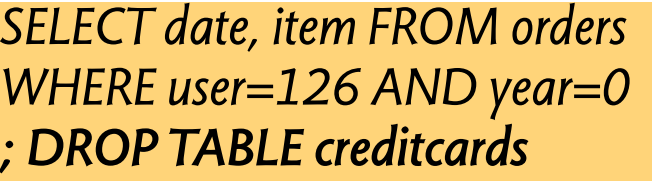 SELECT date, item FROM orders
WHERE user=126 AND year=0
; DROP TABLE creditcards